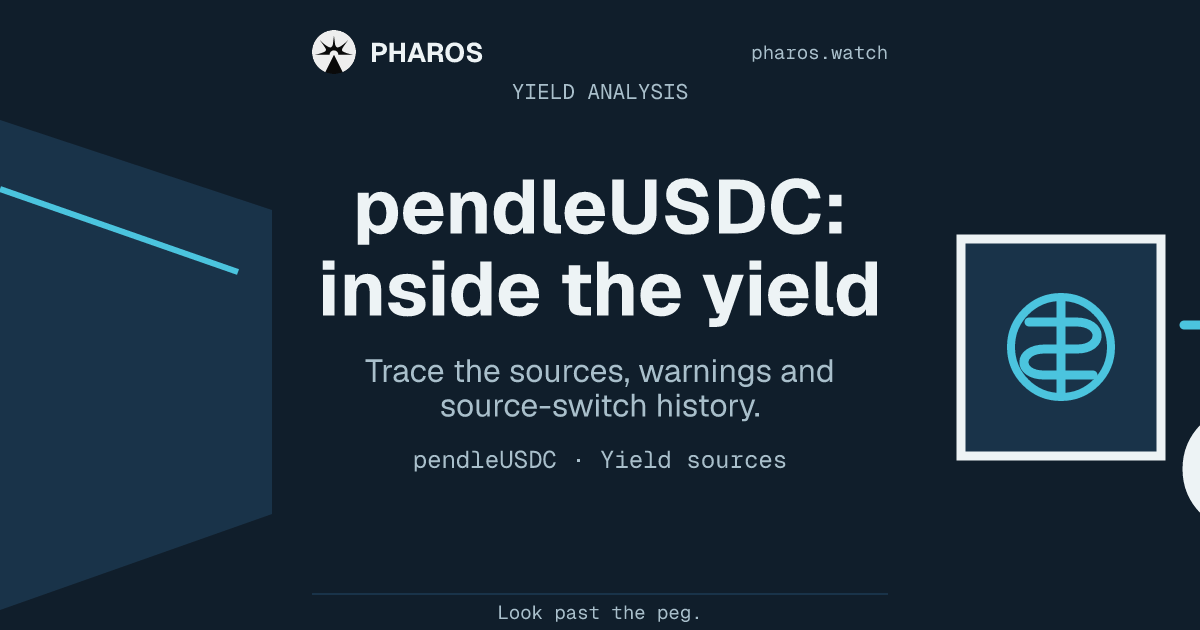 PHAROS
pharos.watch
YIELD ANALYSIS
pendleUSDC:
inside the yield
Trace the sources, warnings and
source-switch history.
pendleUSDC · Yield sources
Look past the peg.